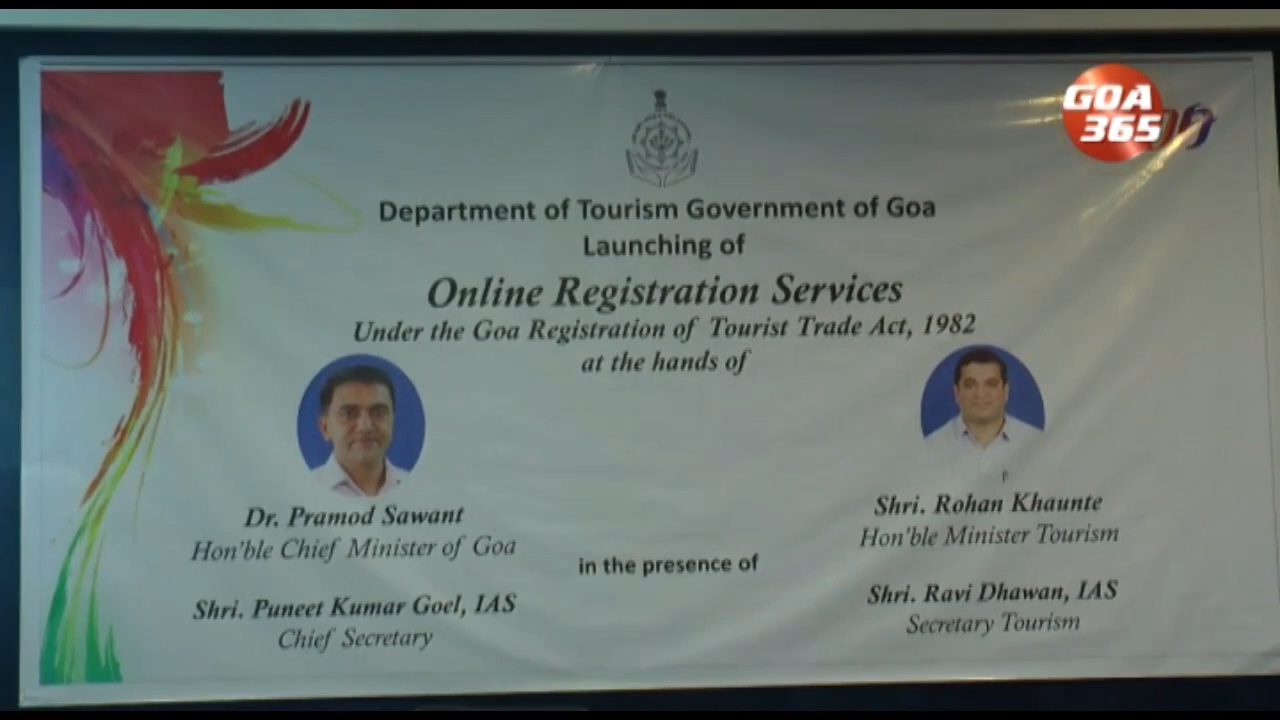 GOA
365
Department of Tourism Government of Goa
Launching of
Online Registration Services
Under the Goa Registration of Tourist Trade Act, 1982
at the hands of
Dr. Pramod Sawant
Hon'ble Chief Minister of Goa
Shri. Rohan Khaunte
Hon'ble Minister Tourism
in the presence of
Shri. Puneet Kumar Goel, IAS
Chief Secretary
Shri. Ravi Dhawan, IAS
Secretary Tourism